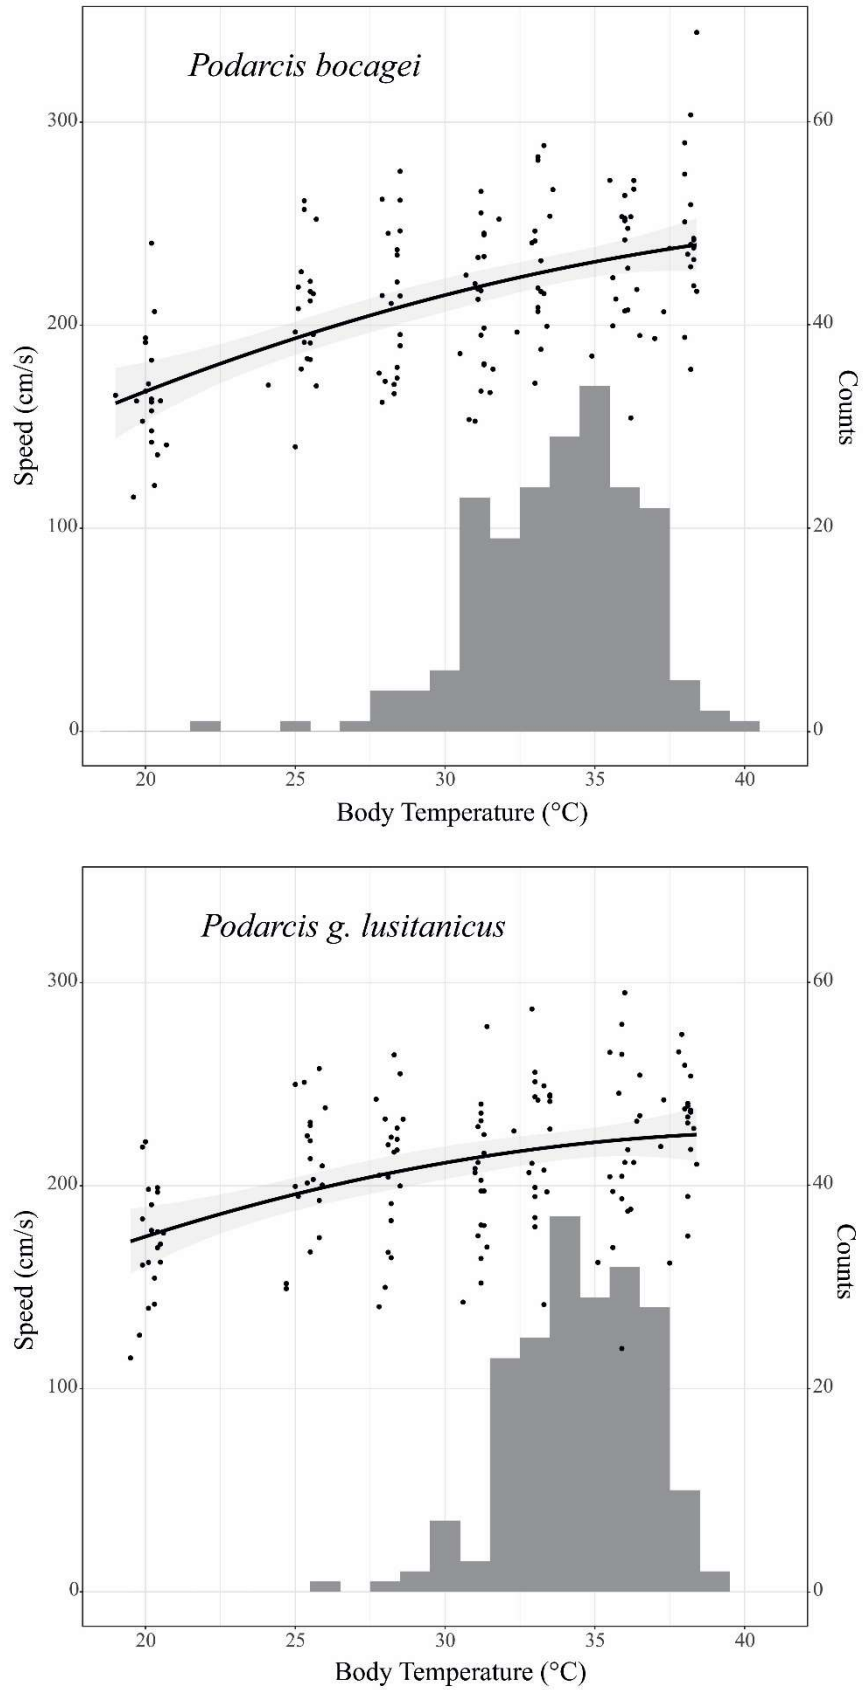 Podarcis bocagei
300
200
100
0
60
40
20
0
Speed (cm/s)
Counts
20 25 30 35 40
Body Temperature (°C)
Podarcis g. lusitanicus
300
200
100
0
60
40
20
0
Speed (cm/s)
Counts
20 25 30 35 40
Body Temperature (°C)